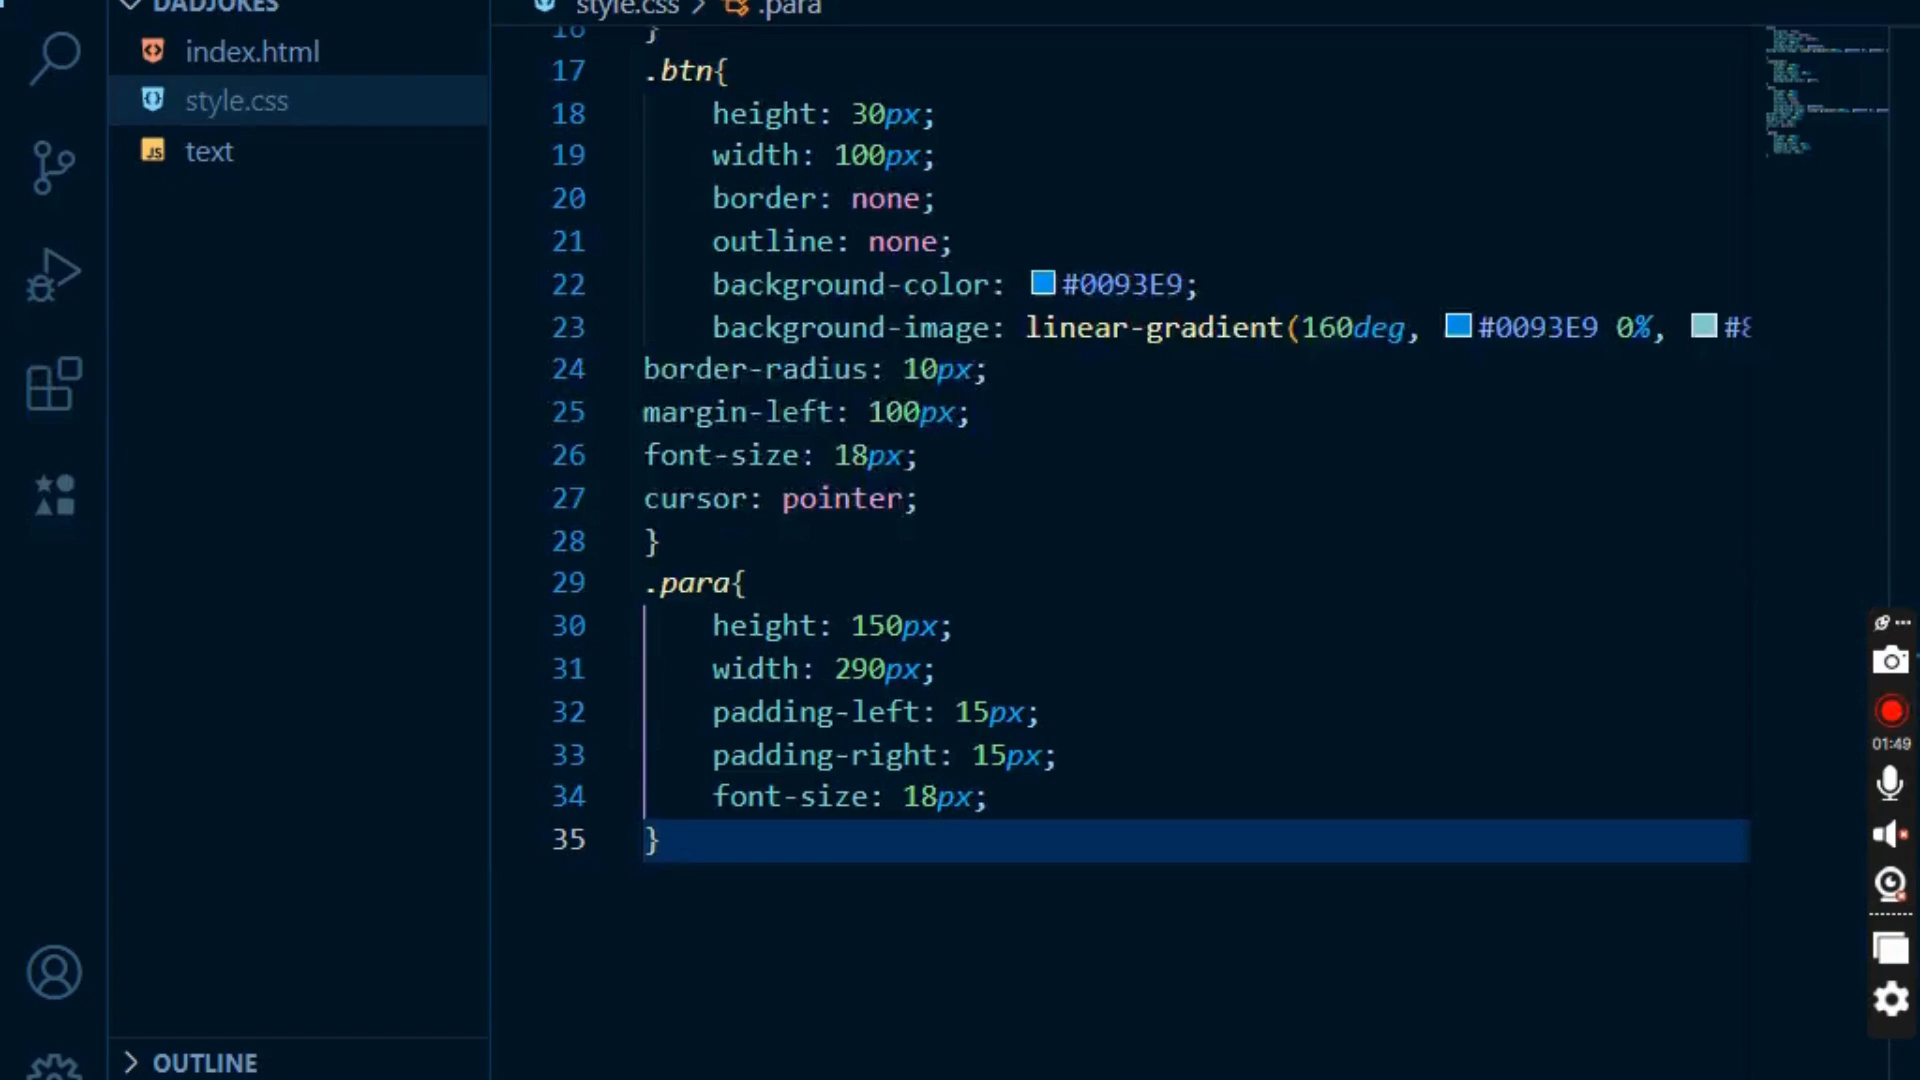 DADJOKES
index.html
style.css
text
style.css > .para
16 }
17 .btn{
18 height: 30px;
19 width: 100px;
20 border: none;
21 outline: none;
22 background-color: #0093E9;
23 background-image: linear-gradient(160deg, #0093E9 0%, #8
24 border-radius: 10px;
25 margin-left: 100px;
26 font-size: 18px;
27 cursor: pointer;
28 }
29 .para{
30 height: 150px;
31 width: 290px;
32 padding-left: 15px;
33 padding-right: 15px;
34 font-size: 18px;
35 }
OUTLINE
01:49